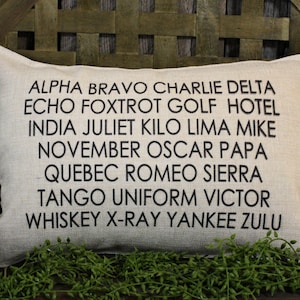 ALPHA BRAVO CHARLIE DELTA
ECHO FOXTROT GOLF HOTEL
INDIA JULIET KILO LIMA MIKE
NOVEMBER OSCAR PAPA
QUEBEC ROMEO SIERRA
TANGO UNIFORM VICTOR
WHISKEY X-RAY YANKEE ZULU